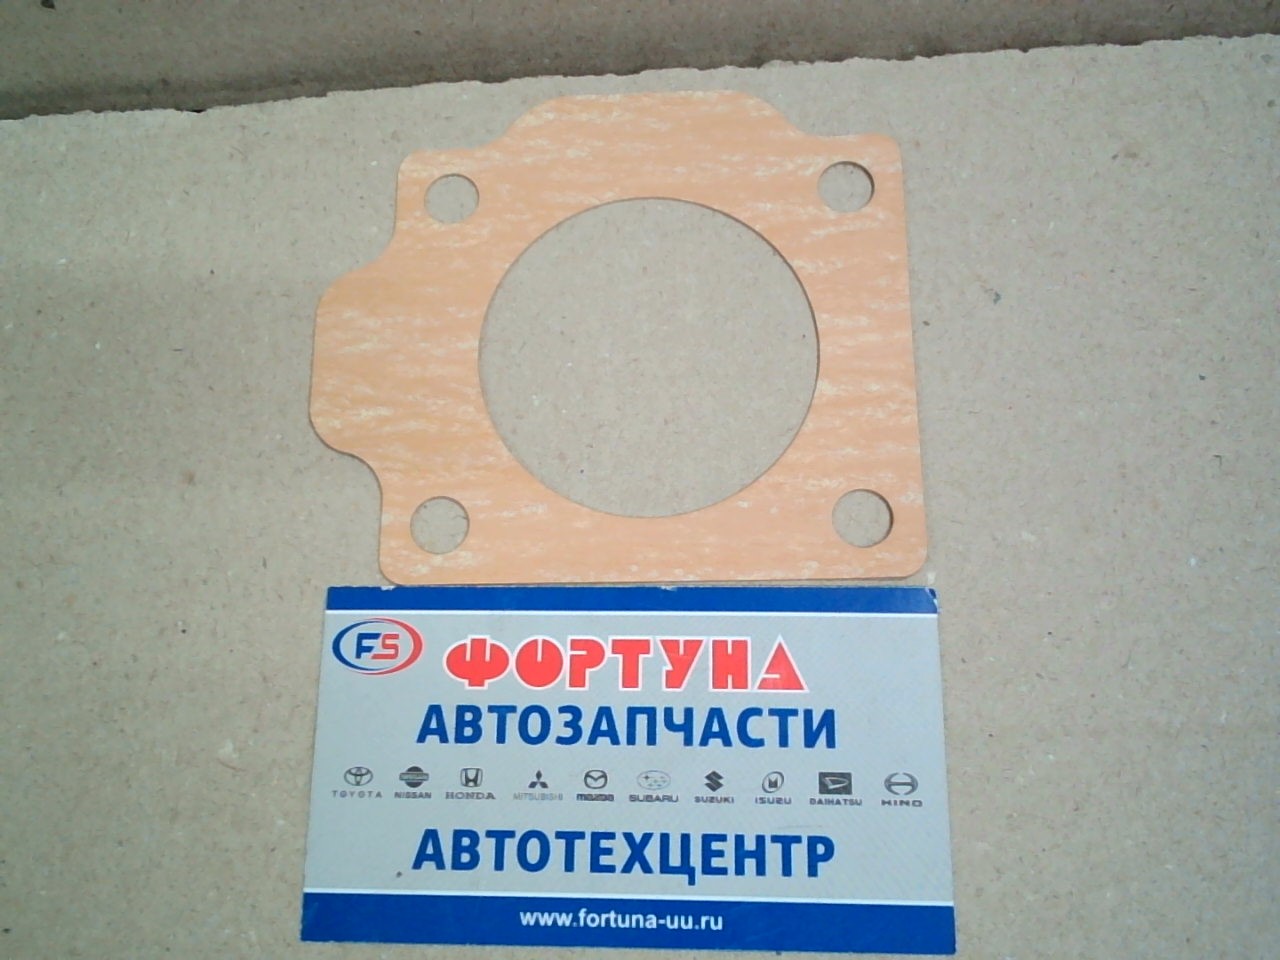 FS ФОРТУНА
АВТОЗАПЧАСТИ
TOYOTA NISSAN HONDA MITSUBISHI mazda SUBARU SUZUKI ISUZU DAIHATSU HINO
АВТОТЕХЦЕНТР
www.fortuna-uu.ru